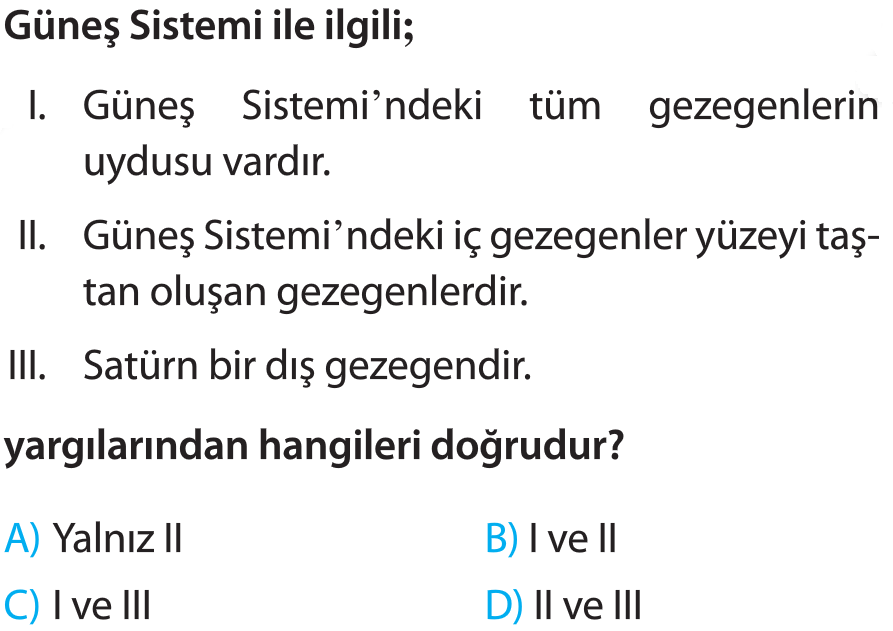 Güneş Sistemi ile ilgili;
I. Güneş Sistemi’ndeki tüm gezegenlerin
uydusu vardır.
II. Güneş Sistemi’ndeki iç gezegenler yüzeyi taş-
tan oluşan gezegenlerdir.
III. Satürn bir dış gezegendir.
yargılarından hangileri doğrudur?
A) Yalnız II B) I ve II
C) I ve III D) II ve III